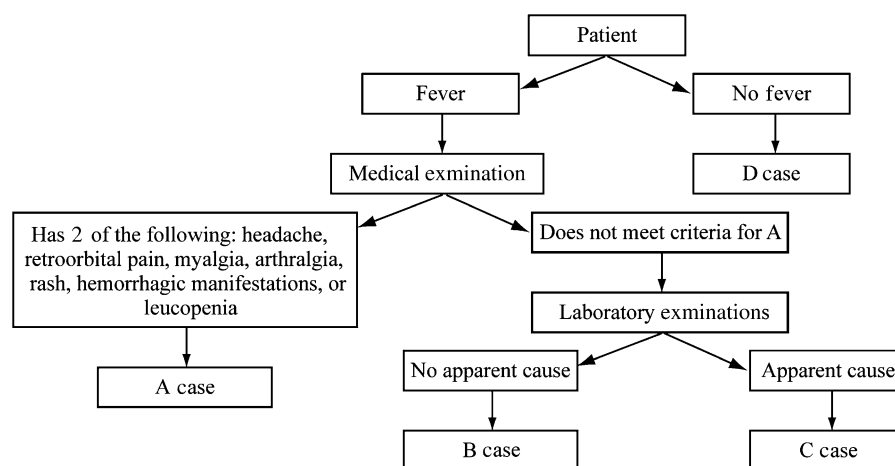 Patient
Fever
No fever
Medical exmination
D case
Has 2 of the following: headache,
retroorbital pain, myalgia, arthralgia,
rash, hemorrhagic manifestations, or
leucopenia
Does not meet criteria for A
Laboratory exminations
A case
No apparent cause
Apparent cause
B case
C case